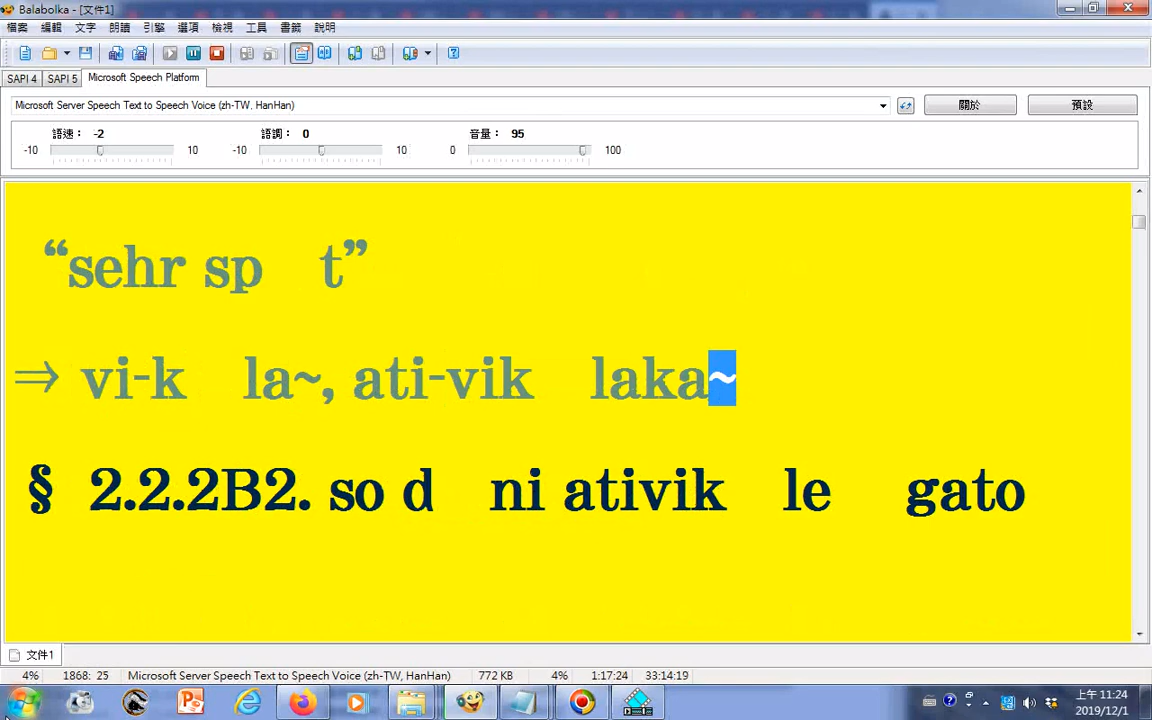 Balabolka - [文件1]
檔案 編輯 文字 朗讀 引擎 選項 檢視 工具 書籤 說明
SAPI 4 SAPI 5 Microsoft Speech Platform
Microsoft Server Speech Text to Speech Voice (zh-TW, HanHan) 關於 預設
語速： -2 語調： 0 音量： 95
-10 10 -10 10 0 100
“sehr sp t”
⇒ vi-k la~, ati-vik laka~
§ 2.2.2B2. so d ni ativik le gato
文件1
4% 1868: 25 Microsoft Server Speech Text to Speech Voice (zh-TW, HanHan) 772 KB 4% 1:17:24 33:14:19
上午 11:24
2019/12/1